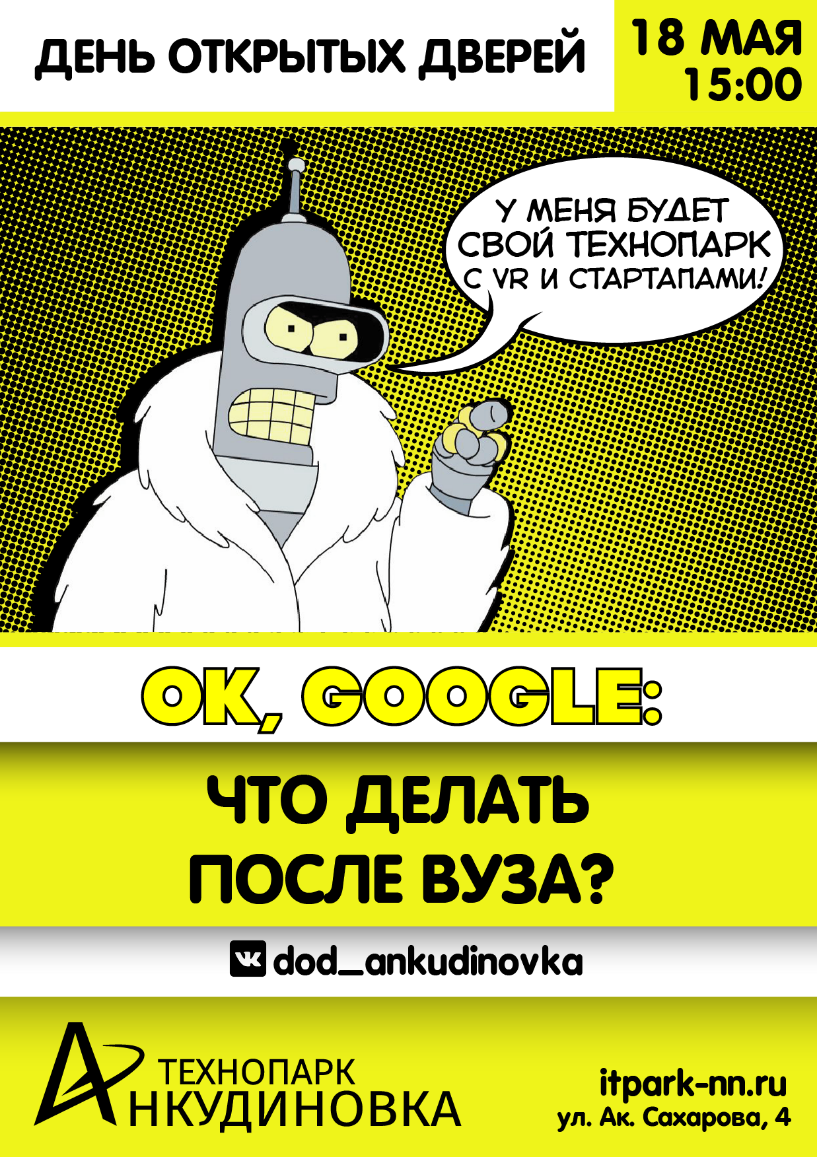 ДЕНЬ ОТКРЫТЫХ ДВЕРЕЙ
18 МАЯ
15:00
У МЕНЯ БУДЕТ
СВОЙ ТЕХНОПАРК
С VR И СТАРТАПАМИ!
OK, GOOGLE:
ЧТО ДЕЛАТЬ
ПОСЛЕ ВУЗА?
dod_ankudinovka
ТЕХНОПАРК
АНКУДИНОВКА
itpark-nn.ru
ул. Ак. Сахарова, 4